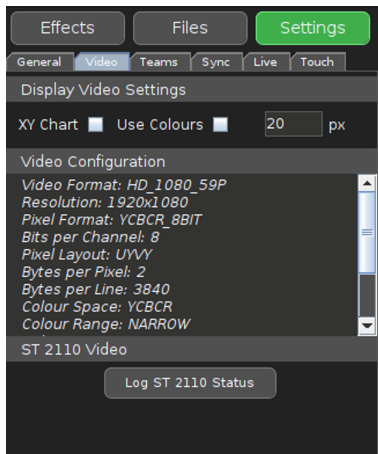 Effects Files Settings
General Video Teams Sync Live Touch
Display Video Settings
XY Chart Use Colours 20 px
Video Configuration
Video Format: HD_1080_59P
Resolution: 1920x1080
Pixel Format: YCBCR_8BIT
Bits per Channel: 8
Pixel Layout: UYVY
Bytes per Pixel: 2
Bytes per Line: 3840
Colour Space: YCBCR
Colour Range: NARROW
ST 2110 Video
Log ST 2110 Status